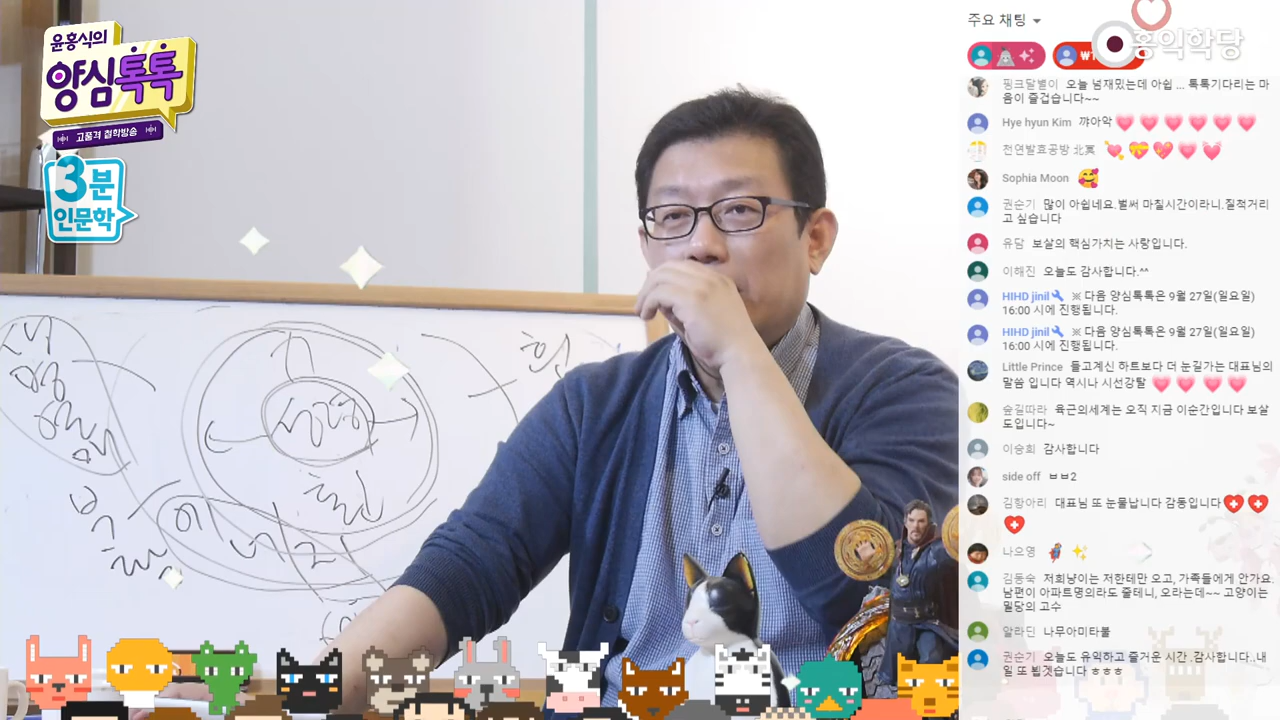 윤홍식의
양심톡톡
고품격 철학방송
3분
인문학
성령
주요 채팅
홍익학당
핑크달별이 오늘 넘재밌는데 아쉽 ... 톡톡기다리는 마
음이 즐겁습니다~~
Hye hyun Kim 꺄아악
천연발효공방 北冥
Sophia Moon
권순기 많이 아쉽네요.벌써 마칠시간이라니.질척거리
고 싶습니다
유담 보살의 핵심가치는 사랑입니다.
이해진 오늘도 감사합니다.^^
HIHD jinil ※ 다음 양심톡톡은 9월 27일(일요일)
16:00 시에 진행됩니다.
HIHD jinil ※ 다음 양심톡톡은 9월 27일(일요일)
16:00 시에 진행됩니다.
Little Prince 들고계신 하트보다 더 눈길가는 대표님의
말씀 입니다 역시나 시선강탈
숲길따라 육근의세계는 오직 지금 이순간입니다 보살
도입니다~
이승희 감사합니다
side off ㅂㅂ2
김항아리 대표님 또 눈물납니다 감동입니다
나으영
김동숙 저희냥이는 저한테만 오고, 가족들에게 안가요.
남편이 아파트명의라도 줄테니, 오라는데~~ 고양이는
밀당의 고수
알라딘 나무아미타불
권순기 오늘도 유익하고 즐거운 시간 .감사합니다..내
일 또 뵙겟습니다 ㅎㅎㅎ